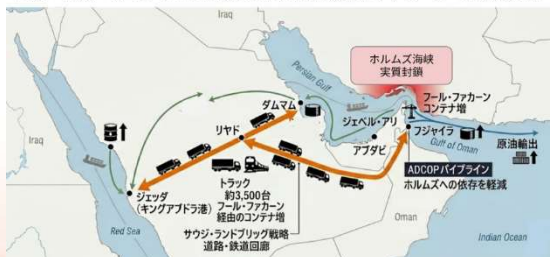 Iraq
Iraq
Persian Gulf
ホルムズ海峡
実質封鎖
ダンマム
フール・ファカーン
コンテナ増
ジェベル・アリ
リヤド
フジャイラ
アブダビ
Gulf of Oman
原油輸出
ADCOPパイプライン
ホルムズへの依存を軽減
トラック
約3,500台
フール・ファカーン
経由のコンテナ増
ジェッダ
(キングアブドラ港)
サウジ・ランドブリッグ戦略
道路・鉄道回廊
Oman
Red Sea
Indian Ocean